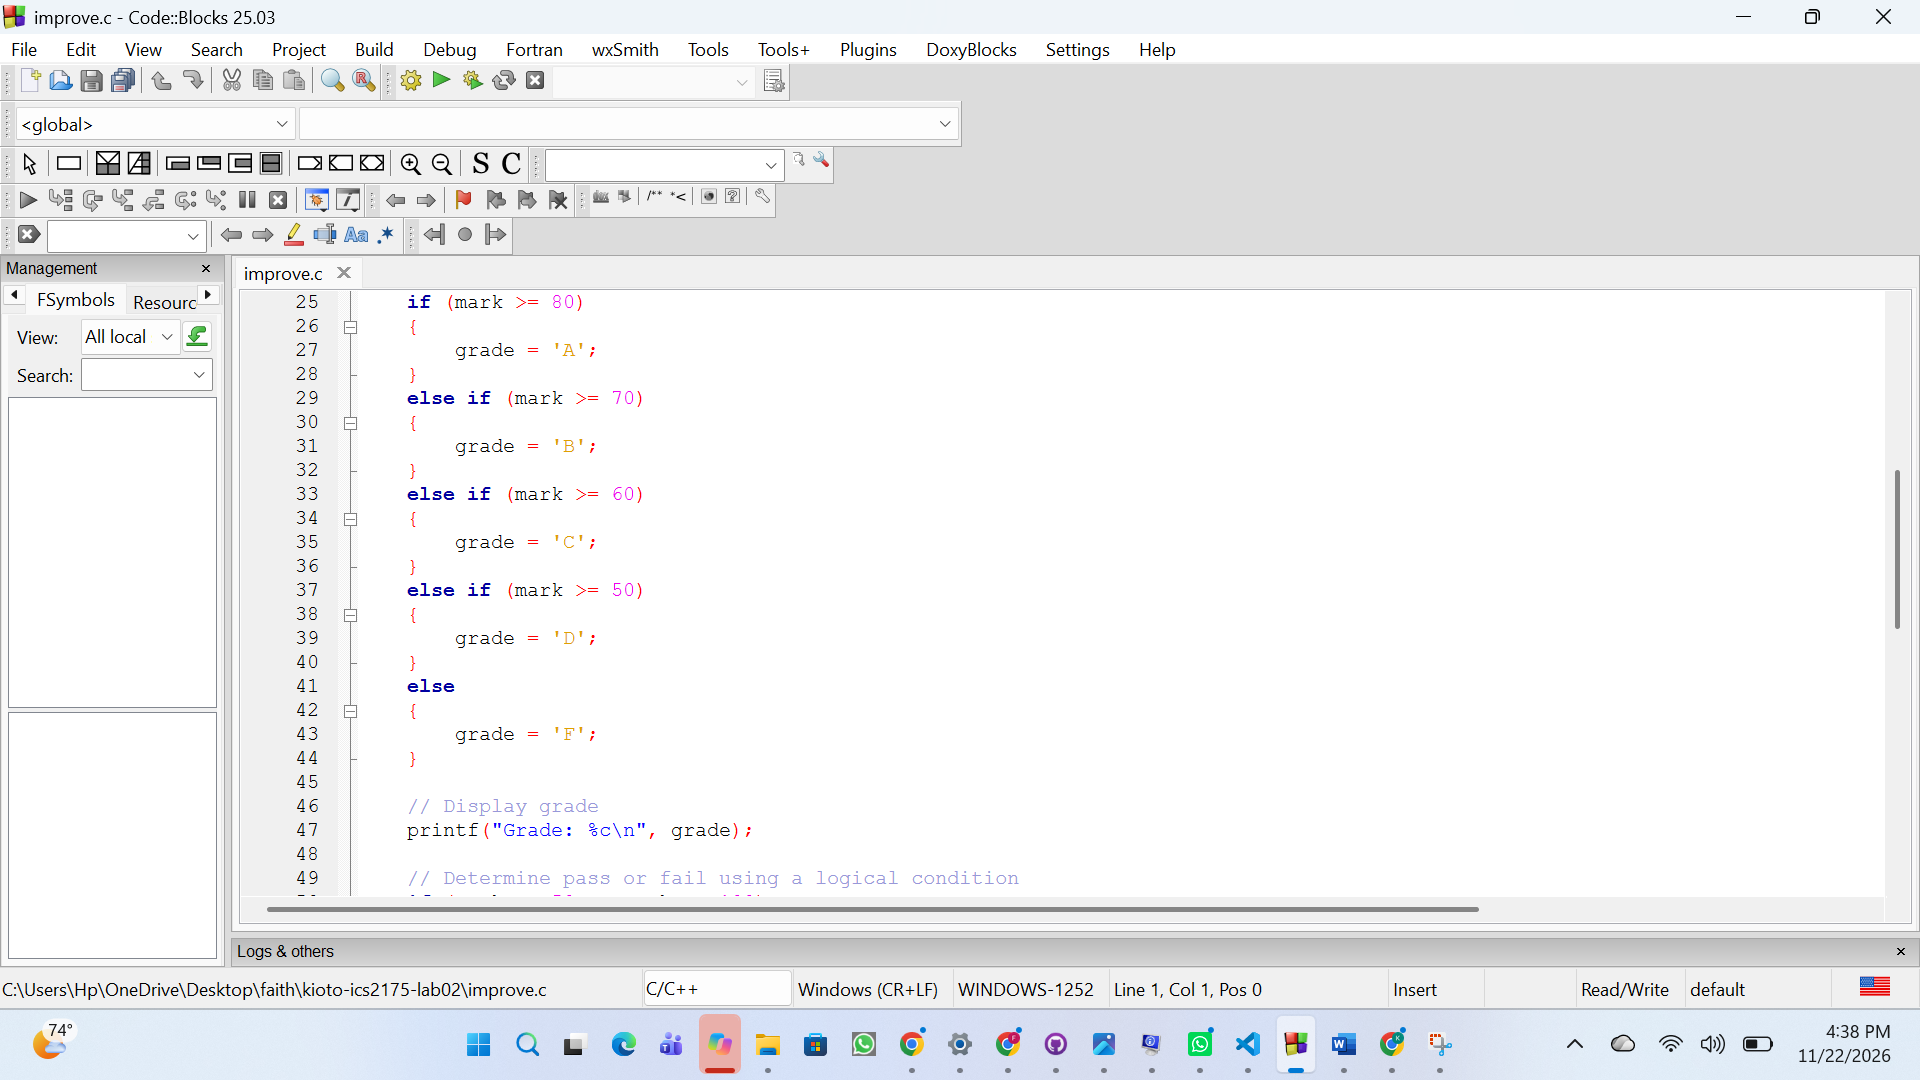 improve.c - Code::Blocks 25.03
File Edit View Search Project Build Debug Fortran wxSmith Tools Tools+ Plugins DoxyBlocks Settings Help
<global>
S C
/** *<
Aa .*
Management
improve.c
FSymbols Resourc
View: All local
Search:
25 if (mark >= 80)
26 {
27 grade = 'A';
28 }
29 else if (mark >= 70)
30 {
31 grade = 'B';
32 }
33 else if (mark >= 60)
34 {
35 grade = 'C';
36 }
37 else if (mark >= 50)
38 {
39 grade = 'D';
40 }
41 else
42 {
43 grade = 'F';
44 }
45
46 // Display grade
47 printf("Grade: %c\n", grade);
48
49 // Determine pass or fail using a logical condition
Logs & others
C:\Users\Hp\OneDrive\Desktop\faith\kioto-ics2175-lab02\improve.c C/C++ Windows (CR+LF) WINDOWS-1252 Line 1, Col 1, Pos 0 Insert Read/Write default
74°
4:38 PM
11/22/2026